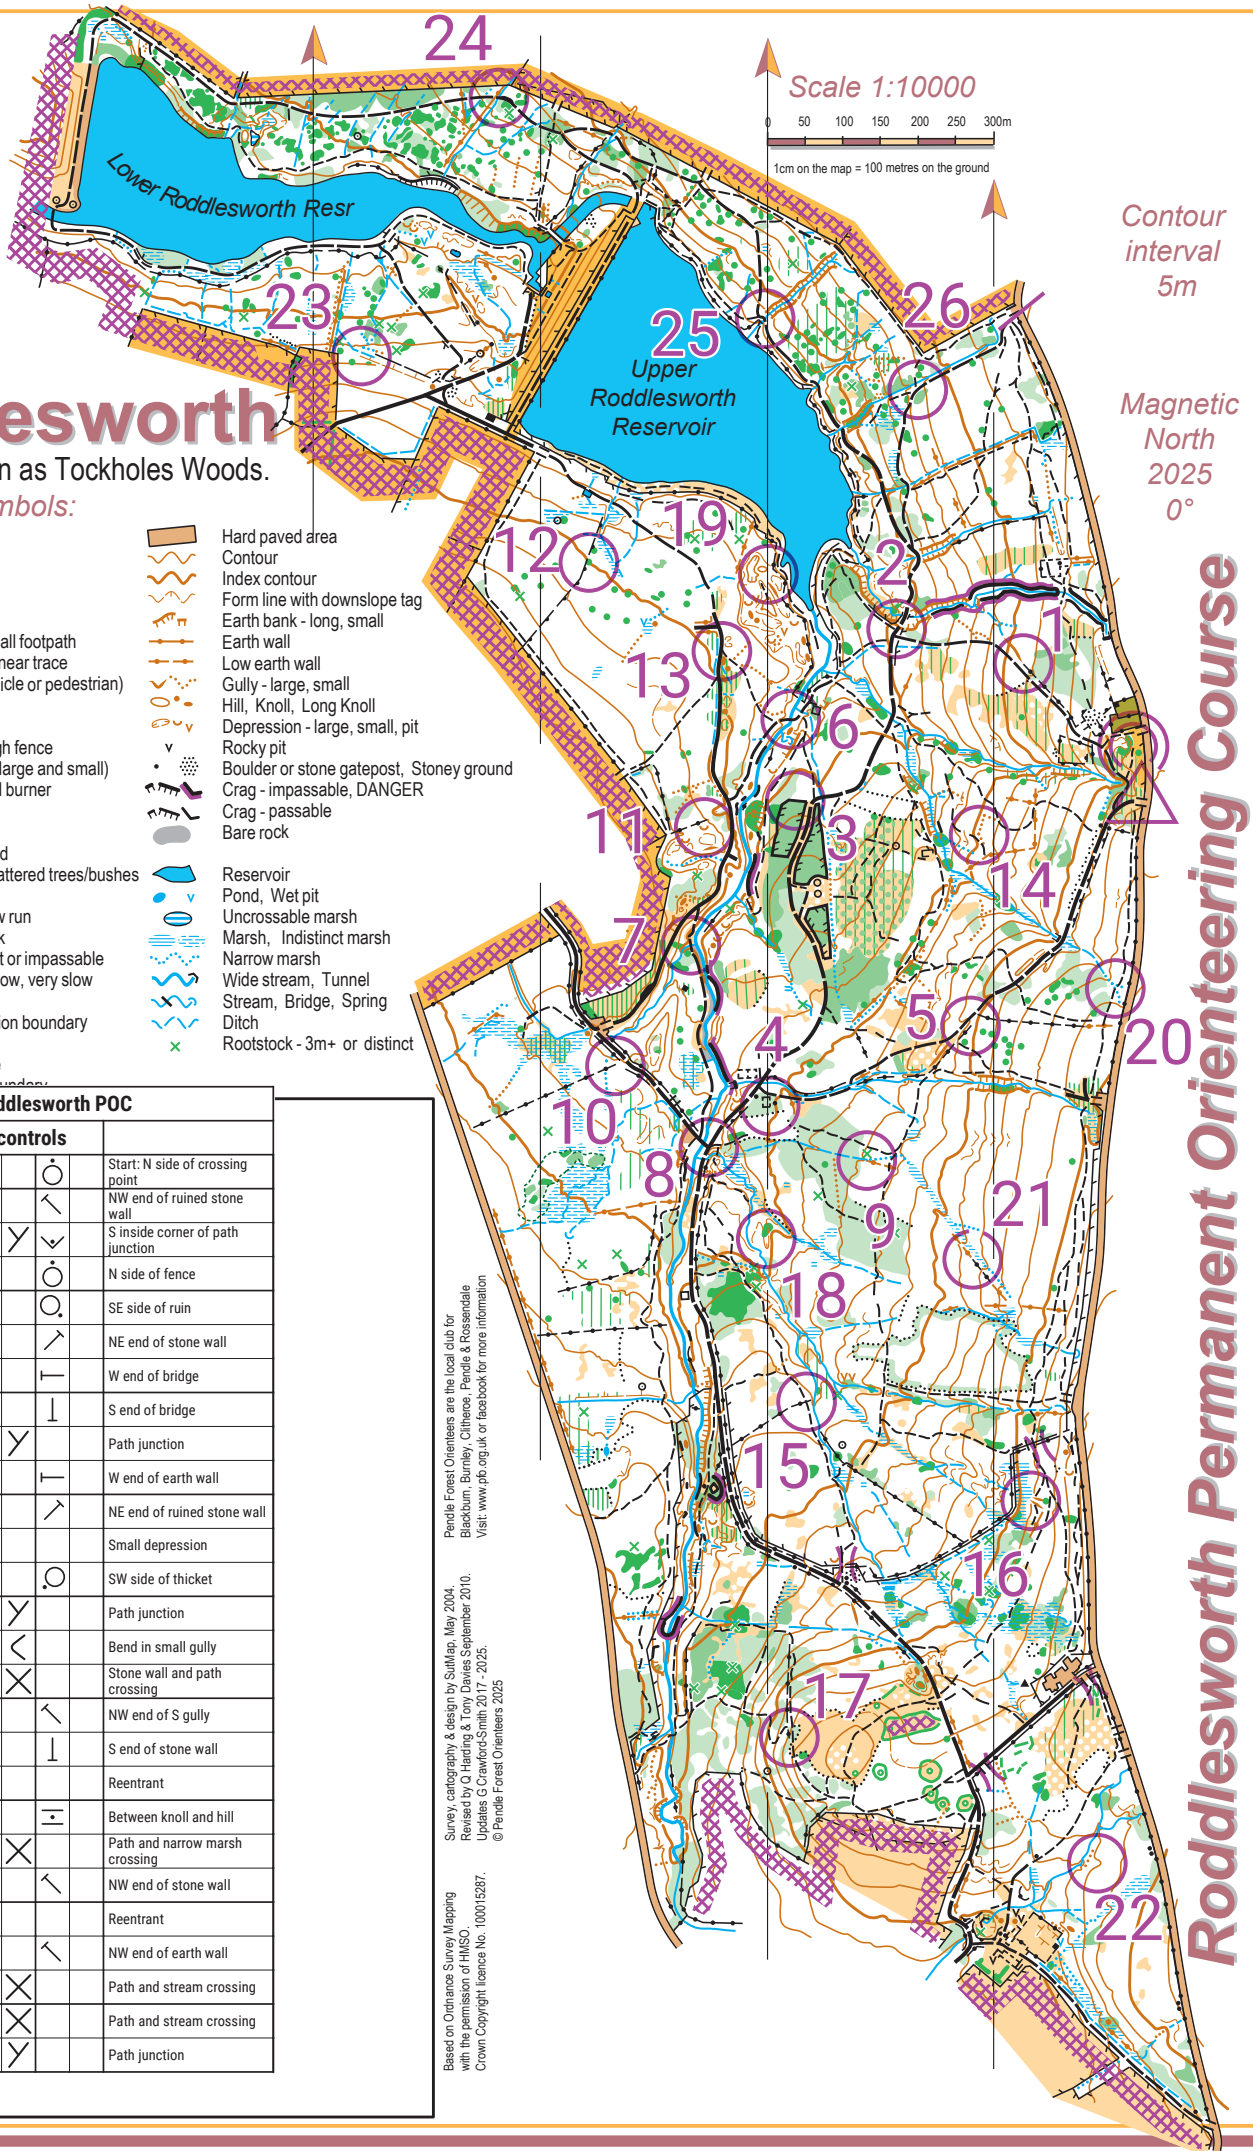 24
Scale 1:10000
0 50 100 150 200 250 300m
1cm on the map = 100 metres on the ground
Contour
interval
5m
Magnetic
North
2025
0°
Lower Roddlesworth Resr
23
25
26
Upper
Roddlesworth
Reservoir
esworth
n as Tockholes Woods.
mbols:
Hard paved area
Contour
Index contour
Form line with downslope tag
Earth bank - long, small
all footpath
Earth wall
near trace
Low earth wall
icle or pedestrian)
Gully - large, small
Hill, Knoll, Long Knoll
Depression - large, small, pit
gh fence
Rocky pit
large and small)
Boulder or stone gatepost, Stoney ground
d burner
Crag - impassable, DANGER
Crag - passable
Bare rock
d
attered trees/bushes
Reservoir
Pond, Wet pit
w run
Uncrossable marsh
k
Marsh, Indistinct marsh
t or impassable
Narrow marsh
ow, very slow
Wide stream, Tunnel
Stream, Bridge, Spring
ion boundary
Ditch
Rootstock - 3m+ or distinct
12
19
2
1
13
6
11
3
14
7
5
4
20
10
8
9
21
18
15
16
17
22
Roddlesworth Permanent Orienteering Course
ddlesworth POC
controls
Start: N side of crossing
point
NW end of ruined stone
wall
S inside corner of path
junction
N side of fence
SE side of ruin
NE end of stone wall
W end of bridge
S end of bridge
Path junction
W end of earth wall
NE end of ruined stone wall
Small depression
SW side of thicket
Path junction
Bend in small gully
Stone wall and path
crossing
NW end of S gully
S end of stone wall
Reentrant
Between knoll and hill
Path and narrow marsh
crossing
NW end of stone wall
Reentrant
NW end of earth wall
Path and stream crossing
Path and stream crossing
Path junction
Pendle Forest Orienteers are the local club for
Blackburn, Burnley, Clitheroe, Pendle & Rossendale
Visit: www.pfo.org.uk or facebook for more information
Survey, cartography & design by SutMap, May 2004.
Revised by Q Harding & Tony Davies September 2010.
Updates G Crawford-Smith 2017 - 2025.
© Pendle Forest Orienteers 2025
Based on Ordnance Survey Mapping
with the permission of HMSO.
Crown Copyright licence No. 100015287.